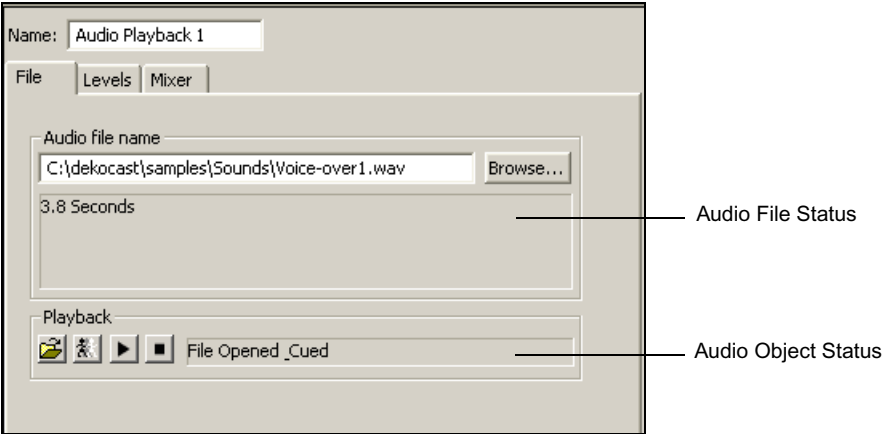 Name: Audio Playback 1
File Levels Mixer
Audio file name
C:\dekocast\samples\Sounds\Voice-over1.wav Browse...
3.8 Seconds
Audio File Status
Playback
File Opened _Cued
Audio Object Status